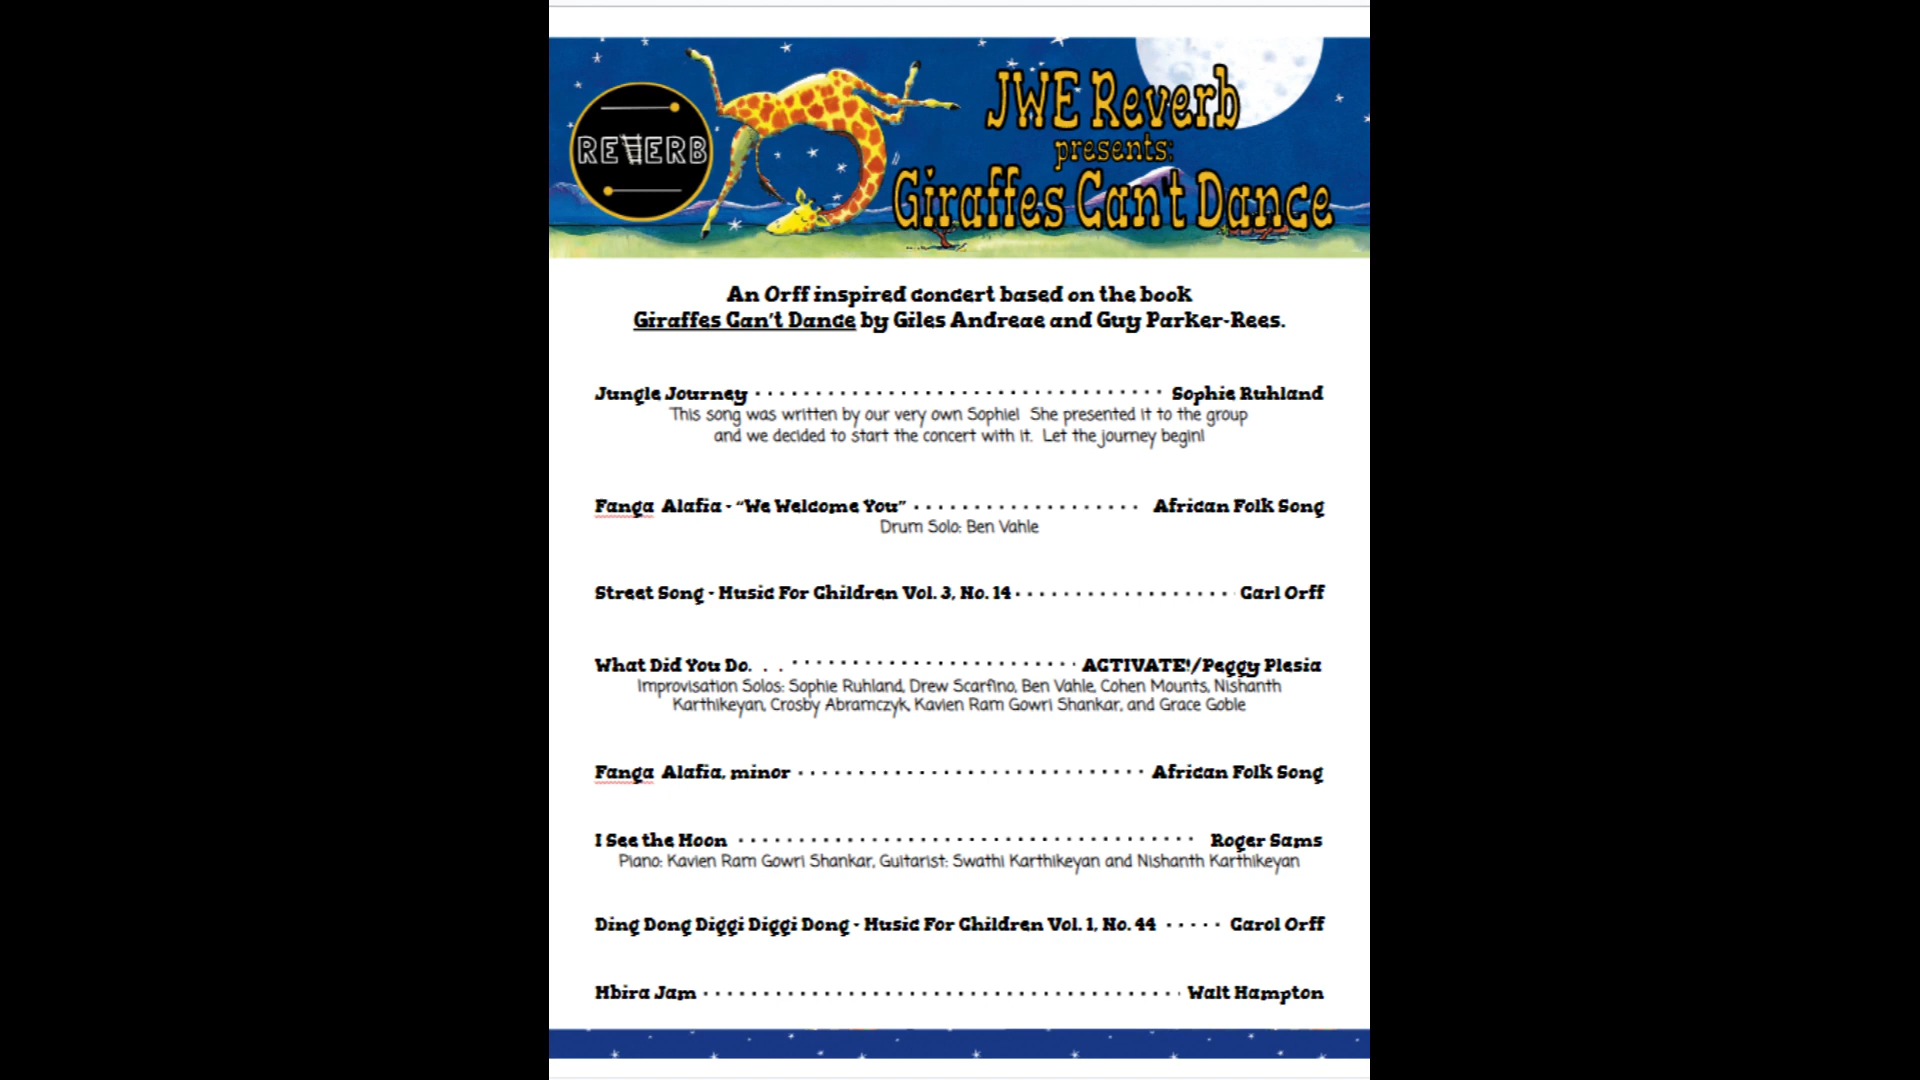 REVERB
JWE Reverb
presents:
Giraffes Can't Dance
An Orff inspired concert based on the book
Giraffes Can't Dance by Giles Andreae and Guy Parker-Rees.
Jungle Journey Sophie Ruhland
This song was written by our very own Sophie! She presented it to the group
and we decided to start the concert with it. Let the journey begin!
Fanga Alafia - "We Welcome You" African Folk Song
Drum Solo: Ben Vahle
Street Song - Music For Children Vol. 3, No. 14 Carl Orff
What Did You Do. . . ACTIVATE!/Peggy Plesia
Improvisation Solos: Sophie Ruhland, Drew Scarfino, Ben Vahle, Cohen Mounts, Nishanth
Karthikeyan, Crosby Abramczyk, Kavien Ram Gowri Shankar, and Grace Goble
Fanga Alafia, minor African Folk Song
I See the Moon Roger Sams
Piano: Kavien Ram Gowri Shankar, Guitarist: Swathi Karthikeyan and Nishanth Karthikeyan
Ding Dong Diggi Diggi Dong - Music For Children Vol. 1, No. 44 Carol Orff
Mbira Jam Walt Hampton